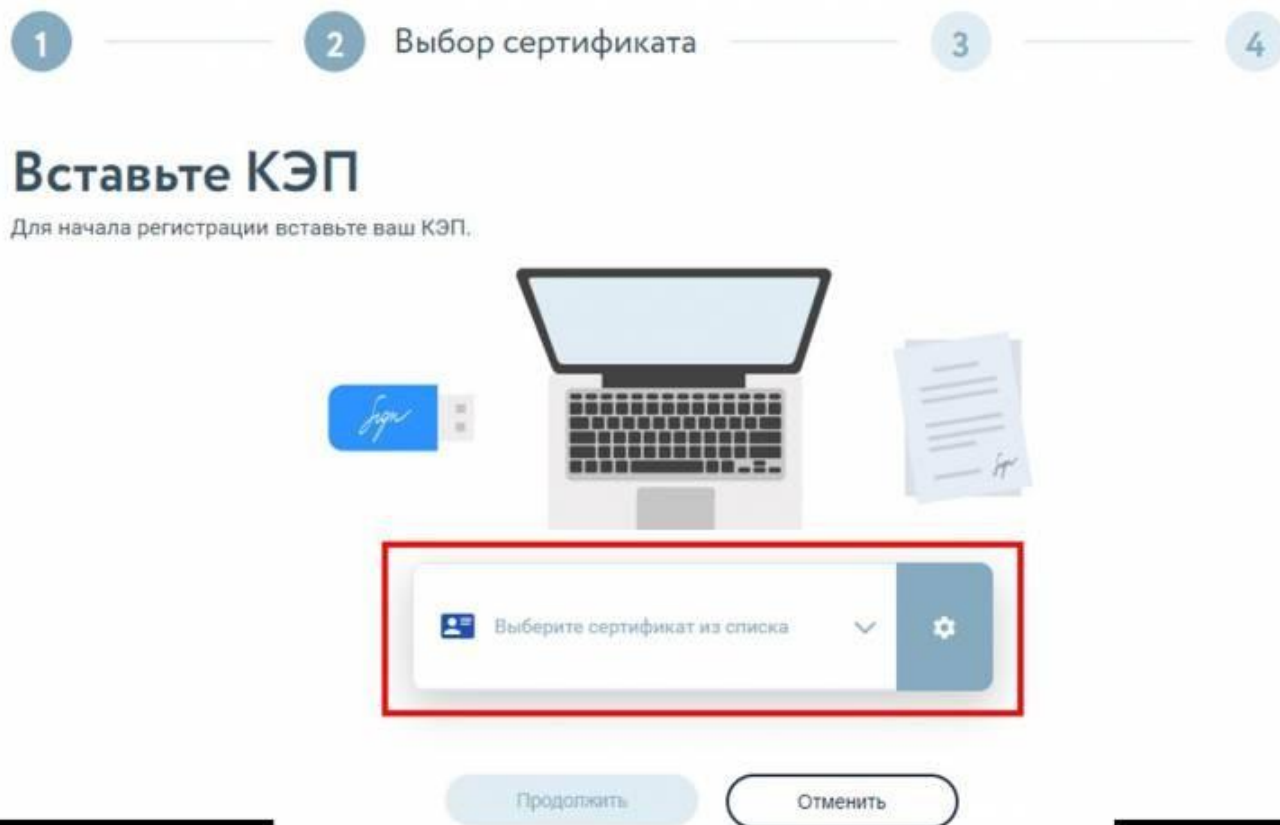 1
2
Выбор сертификата
3
4
Вставьте КЭП
Для начала регистрации вставьте ваш КЭП.
Sign
Выберите сертификат из списка
Продолжить
Отменить